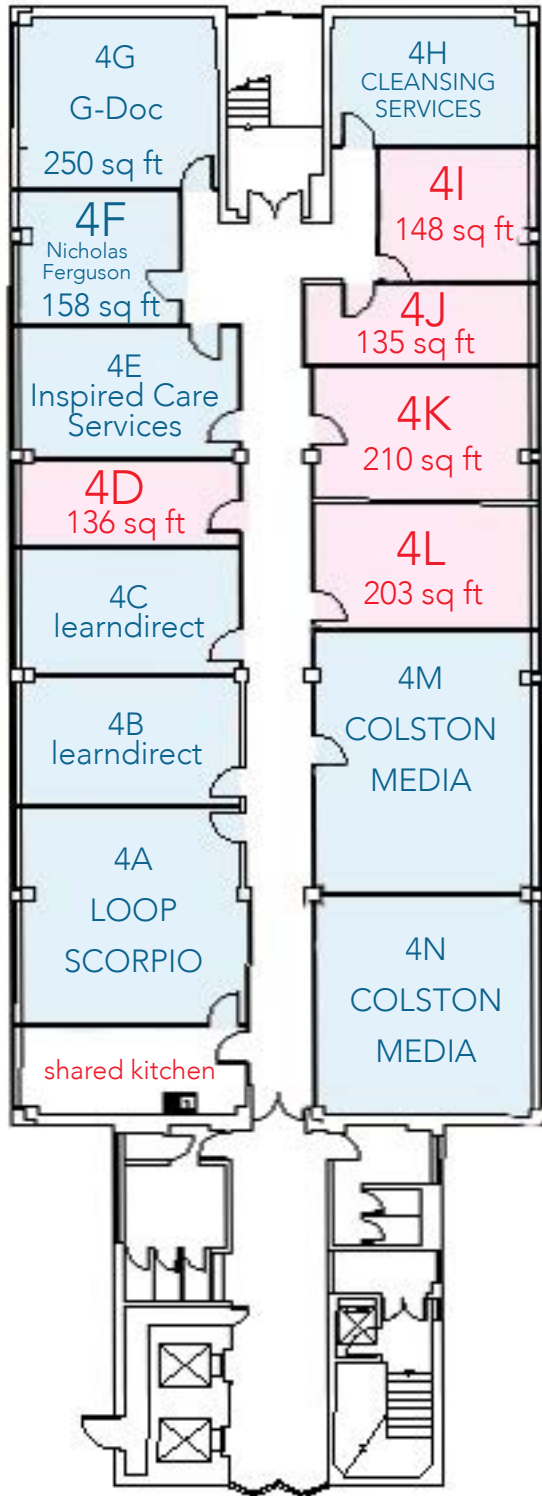 4G
G-Doc
250 sq ft
4F
Nicholas
Ferguson
158 sq ft
4E
Inspired Care
Services
4D
136 sq ft
4C
learndirect
4B
learndirect
4A
LOOP
SCORPIO
shared kitchen
4H
CLEANSING
SERVICES
4I
148 sq ft
4J
135 sq ft
4K
210 sq ft
4L
203 sq ft
4M
COLSTON
MEDIA
4N
COLSTON
MEDIA